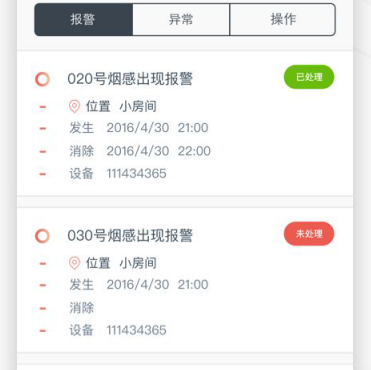 报警 异常 操作
020号烟感出现报警 已处理
位置 小房间
发生 2016/4/30 21:00
消除 2016/4/30 22:00
设备 111434365
030号烟感出现报警 未处理
位置 小房间
发生 2016/4/30 21:00
消除
设备 111434365